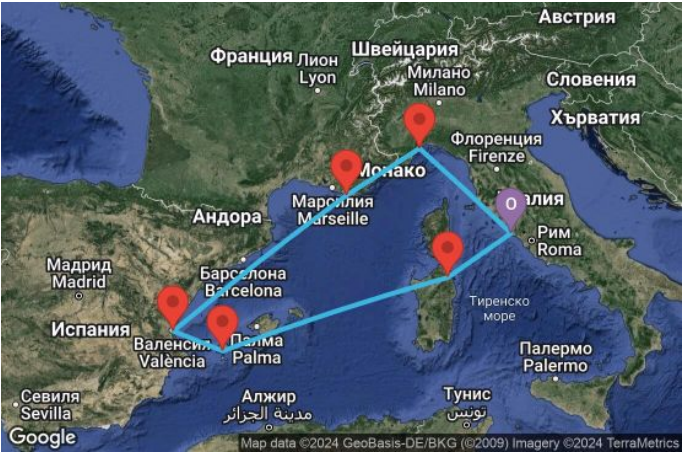 Австрия
Франция
Лион
Lyon
Швейцария
Милано
Milano
Словения
Хърватия
Флоренция
Firenze
Монако
Марсилия
Marseille
Андора
O
алия
Рим
Roma
Мадрид
Madrid
Барселона
Barcelona
Тиренско
море
Испания
Валенсия
València
Палма
Palma
Палермо
Palermo
Севиля
Sevilla
Алжир
مدينة الجزائر
Тунис
تونس
Google
Map data ©2024 GeoBasis-DE/BKG (©2009) Imagery ©2024 TerraMetrics